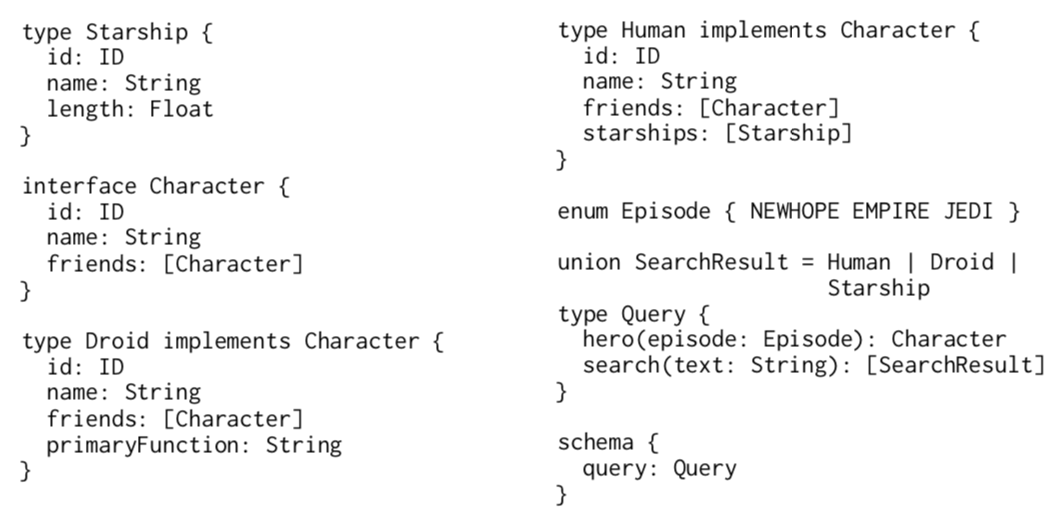 type Starship {
  id: ID
  name: String
  length: Float
}

interface Character {
  id: ID
  name: String
  friends: [Character]
}

type Droid implements Character {
  id: ID
  name: String
  friends: [Character]
  primaryFunction: String
}

type Human implements Character {
  id: ID
  name: String
  friends: [Character]
  starships: [Starship]
}

enum Episode { NEWHOPE EMPIRE JEDI }

union SearchResult = Human | Droid |
                     Starship
type Query {
  hero(episode: Episode): Character
  search(text: String): [SearchResult]
}

schema {
  query: Query
}